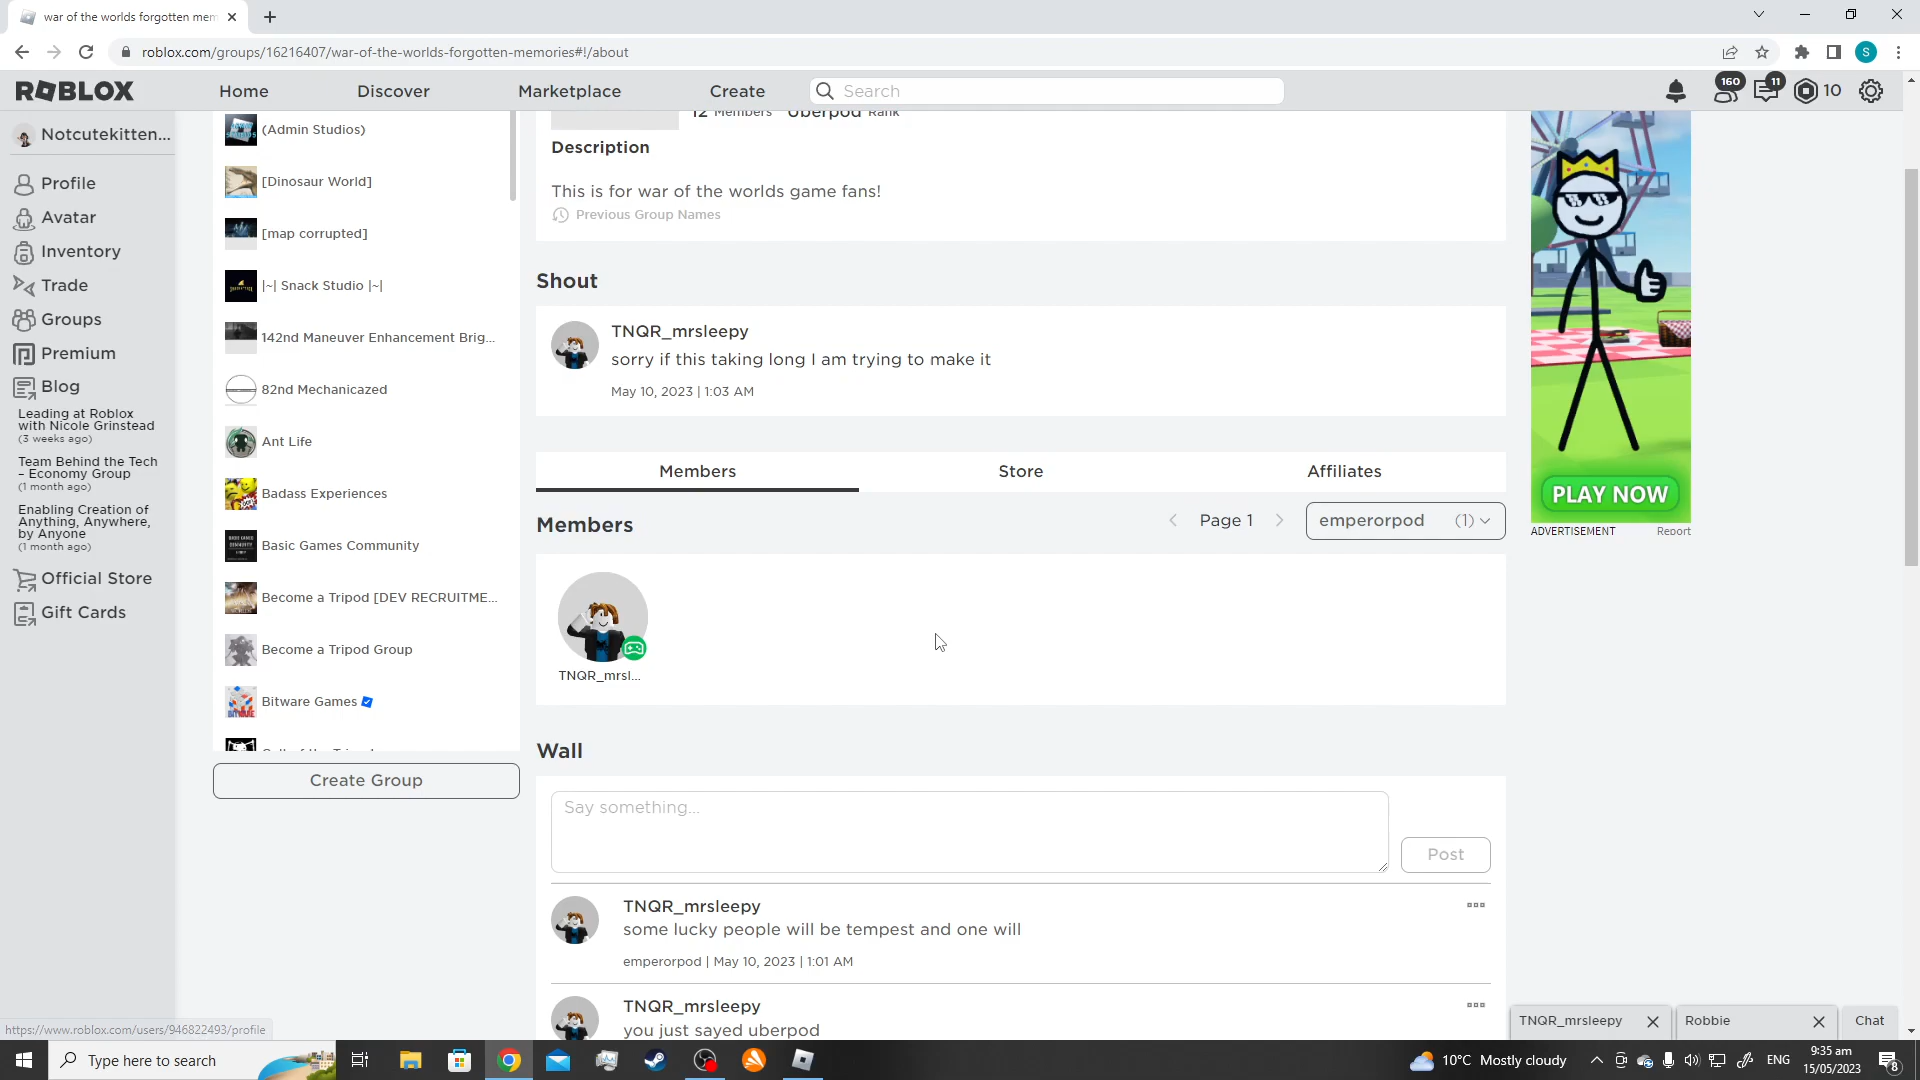 war of the worlds forgotten mem
roblox.com/groups/16216407/war-of-the-worlds-forgotten-memories#!/about
S
ROBLOX
Home
Discover
Marketplace
Create
Search
160
11
10
Notcutekitten...
Profile
Avatar
Inventory
Trade
Groups
Premium
Blog
Leading at Roblox
with Nicole Grinstead
(3 weeks ago)
Team Behind the Tech
– Economy Group
(1 month ago)
Enabling Creation of
Anything, Anywhere,
by Anyone
(1 month ago)
Official Store
Gift Cards
(Admin Studios)
[Dinosaur World]
[map corrupted]
|~| Snack Studio |~|
142nd Maneuver Enhancement Brig...
82nd Mechanicazed
Ant Life
Badass Experiences
Basic Games Community
Become a Tripod [DEV RECRUITME...
Become a Tripod Group
Bitware Games
Create Group
12 Members Uberpod Rank
Description
This is for war of the worlds game fans!
Previous Group Names
Shout
TNQR_mrsleepy
sorry if this taking long I am trying to make it
May 10, 2023 | 1:03 AM
Members
Store
Affiliates
Members
Page 1
emperorpod (1)
TNQR_mrsl...
Wall
Say something...
Post
TNQR_mrsleepy
some lucky people will be tempest and one will
emperorpod | May 10, 2023 | 1:01 AM
TNQR_mrsleepy
you just sayed uberpod
PLAY NOW
ADVERTISEMENT
Report
TNQR_mrsleepy
Robbie
Chat
https://www.roblox.com/users/946822493/profile
Type here to search
10°C Mostly cloudy
ENG
9:35 am
15/05/2023
8